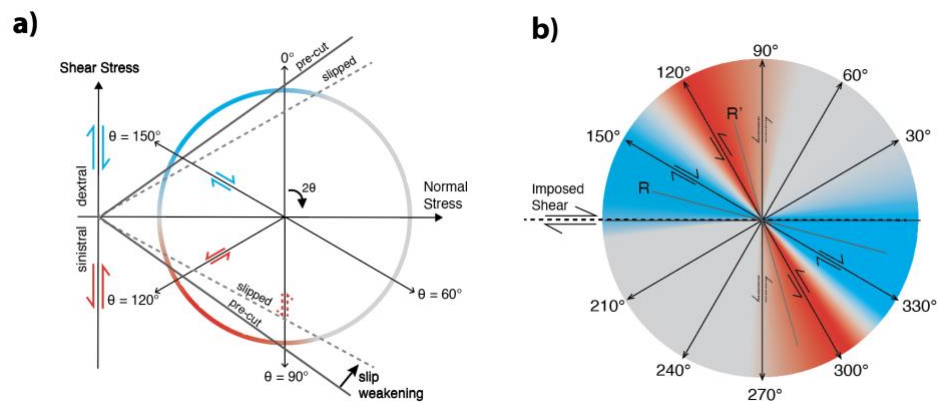 a)
Shear Stress
dextral
sinistral
0°
pre-cut
slipped
θ = 150°
2θ
Normal
Stress
θ = 120°
slipped
pre-cut
θ = 60°
θ = 90°
slip
weakening
b)
90°
120°
60°
R'
150°
30°
R
Imposed
Shear
210°
330°
240°
300°
270°